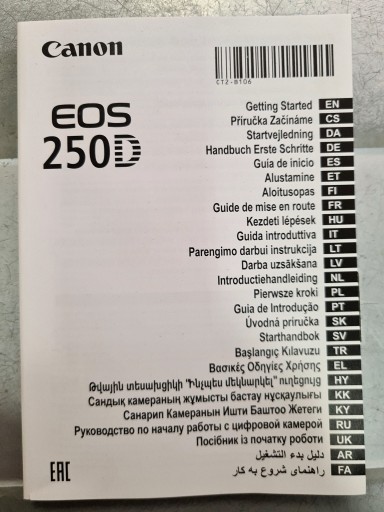 Canon
CT2-B106
EOS
250D
Getting Started EN
Příručka Začínáme CS
Startvejledning DA
Handbuch Erste Schritte DE
Guía de inicio ES
Alustamine ET
Aloitusopas FI
Guide de mise en route FR
Kezdeti lépések HU
Guida introduttiva IT
Parengimo darbui instrukcija LT
Darba uzsākšana LV
Introductiehandleiding NL
Pierwsze kroki PL
Guia de Introdução PT
Úvodná príručka SK
Starthandbok SV
Başlangıç Kılavuzu TR
Βασικές Οδηγίες Χρήσης EL
Թվային տեսախցիկի "Ինչպես մեկնարկել" ուղեցույց HY
Сандық камераның жұмысты бастау нұсқаулығы KK
Санарип Камеранын Ишти Баштоо Жетеги KY
Руководство по началу работы с цифровой камерой RU
Посібник із початку роботи UK
دليل بدء التشغيل AR
راهنمای شروع به کار FA
EAC